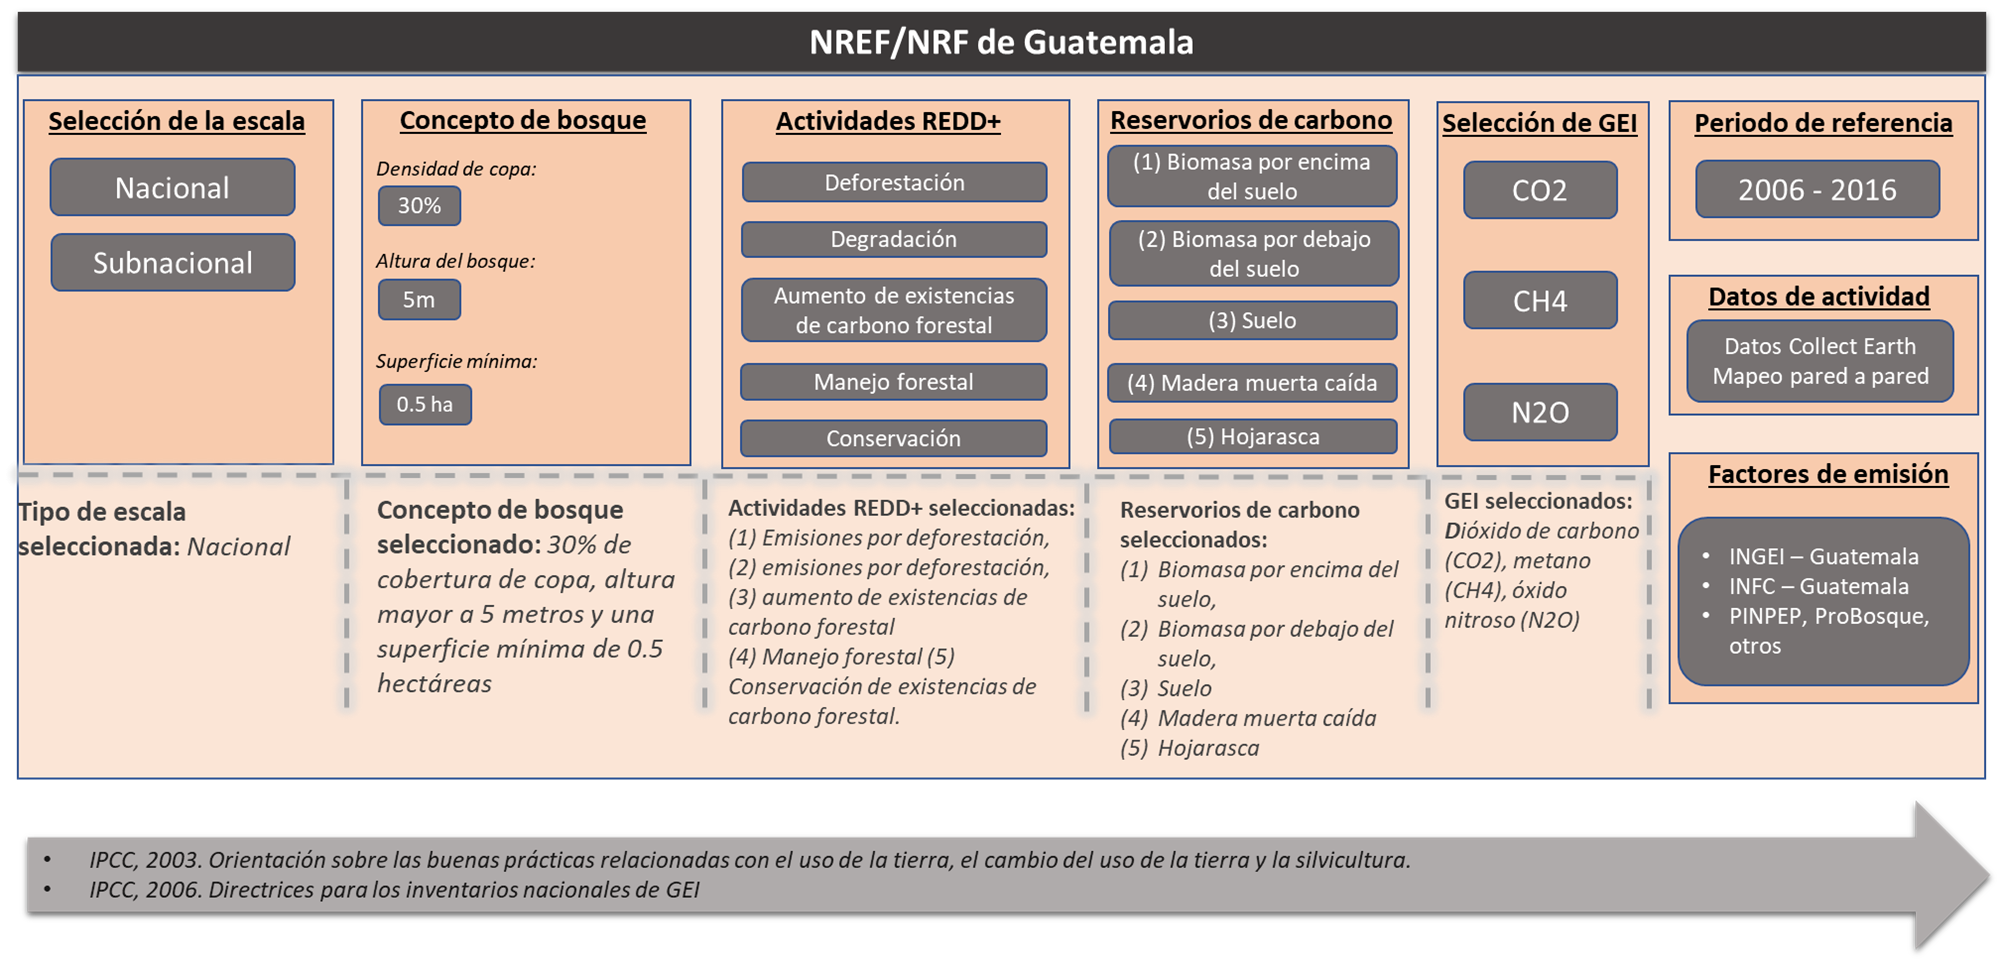 NREF/NRF de Guatemala
Selección de la escala
Nacional
Subnacional
Tipo de escala
seleccionada: Nacional
Concepto de bosque
Densidad de copa:
30%
Altura del bosque:
5m
Superficie mínima:
0.5 ha
Concepto de bosque
seleccionado: 30% de
cobertura de copa, altura
mayor a 5 metros y una
superficie mínima de 0.5
hectáreas
Actividades REDD+
Deforestación
Degradación
Aumento de existencias
de carbono forestal
Manejo forestal
Conservación
Actividades REDD+ seleccionadas:
(1) Emisiones por deforestación,
(2) emisiones por deforestación,
(3) aumento de existencias de
carbono forestal
(4) Manejo forestal (5)
Conservación de existencias de
carbono forestal.
Reservorios de carbono
(1) Biomasa por encima
del suelo
(2) Biomasa por debajo
del suelo
(3) Suelo
(4) Madera muerta caída
(5) Hojarasca
Reservorios de carbono
seleccionados:
(1) Biomasa por encima del
suelo,
(2) Biomasa por debajo del
suelo,
(3) Suelo
(4) Madera muerta caída
(5) Hojarasca
Selección de GEI
CO2
CH4
N2O
GEI seleccionados:
Dióxido de carbono
(CO2), metano
(CH4), óxido
nitroso (N2O)
Periodo de referencia
2006 - 2016
Datos de actividad
Datos Collect Earth
Mapeo pared a pared
Factores de emisión
• INGEI – Guatemala
• INFC – Guatemala
• PINPEP, ProBosque,
otros
• IPCC, 2003. Orientación sobre las buenas prácticas relacionadas con el uso de la tierra, el cambio del uso de la tierra y la silvicultura.
• IPCC, 2006. Directrices para los inventarios nacionales de GEI